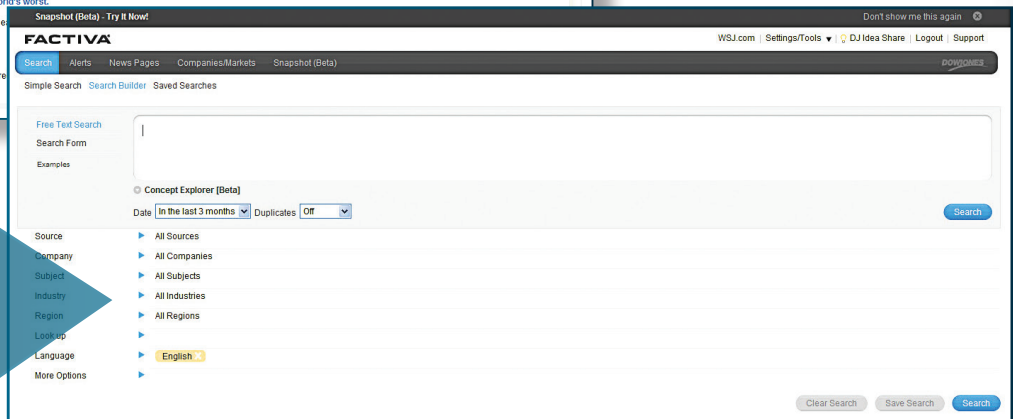 orld's worst.
Snapshot (Beta) - Try It Now! Don't show me this again
FACTIVA WSJ.com | Settings/Tools | DJ Idea Share | Logout | Support
Search Alerts News Pages Companies/Markets Snapshot (Beta) DOWJONES
Simple Search Search Builder Saved Searches
Free Text Search
Search Form
Examples
Concept Explorer [Beta]
Date In the last 3 months Duplicates Off Search
Source All Sources
Company All Companies
Subject All Subjects
Industry All Industries
Region All Regions
Look up
Language English
More Options
Clear Search Save Search Search